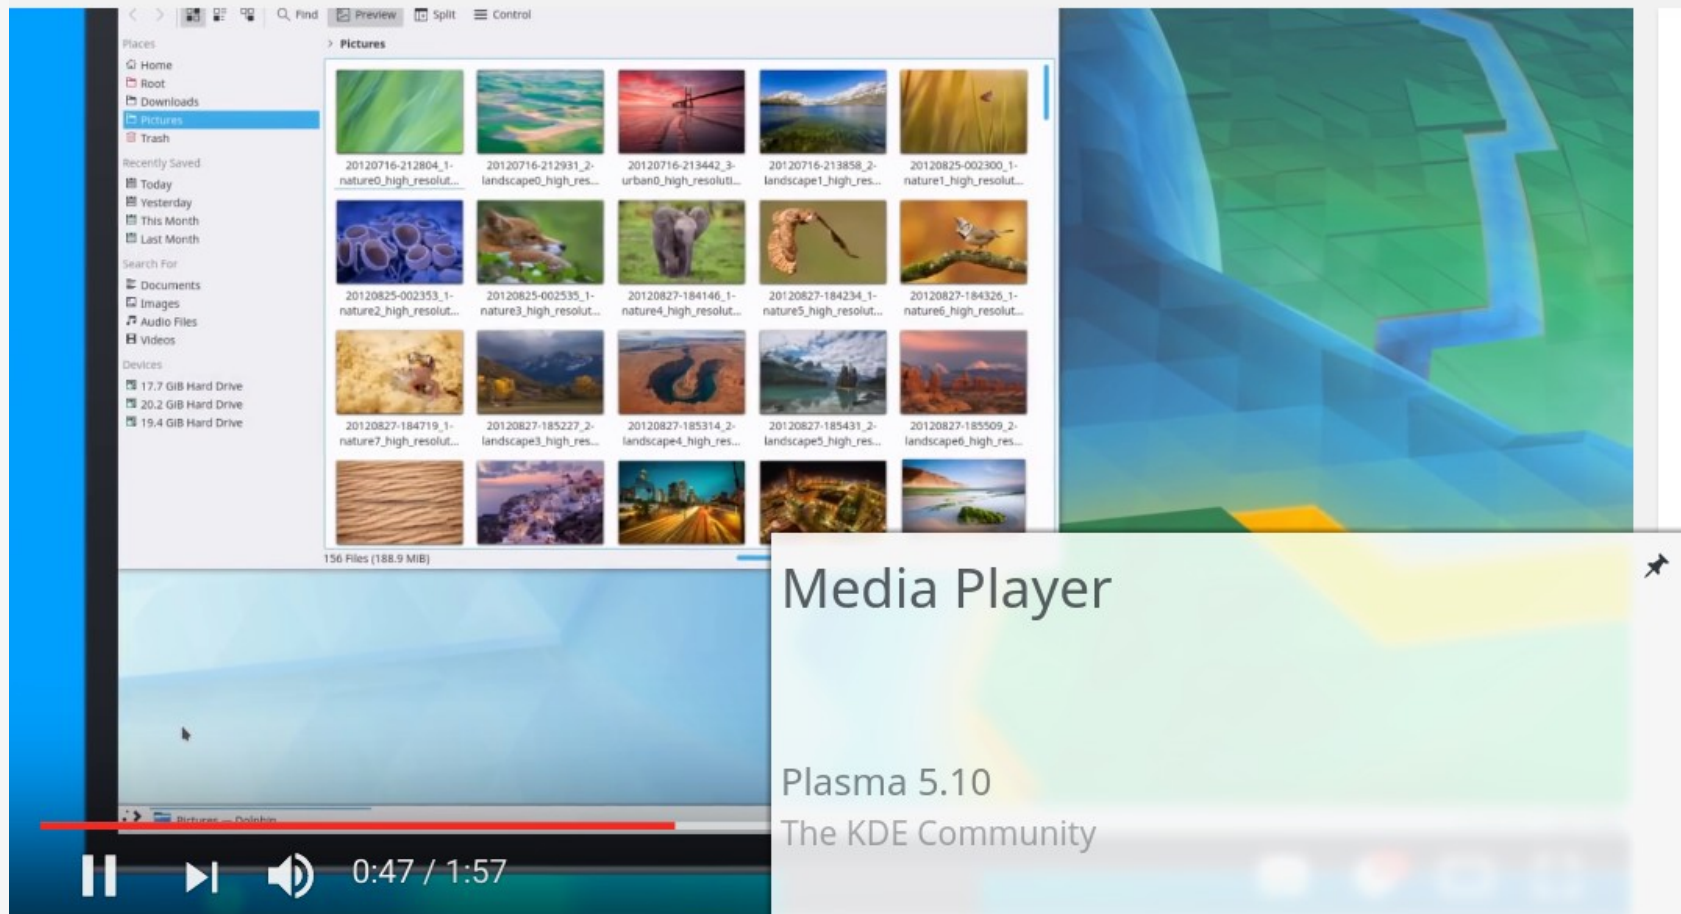 Find Preview Split Control
Places
Home
Root
Downloads
Pictures
Trash
Recently Saved
Today
Yesterday
This Month
Last Month
Search For
Documents
Images
Audio Files
Videos
Devices
17.7 GiB Hard Drive
20.2 GiB Hard Drive
19.4 GiB Hard Drive
> Pictures
20120716-212804_1- 20120716-212931_2- 20120716-213442_3- 20120716-213858_2- 20120825-002300_1-
nature0_high_resolut... landscape0_high_res... urban0_high_resoluti... landscape1_high_res... nature1_high_resolut...
20120825-002353_1- 20120825-002535_1- 20120827-184146_1- 20120827-184234_1- 20120827-184326_1-
nature2_high_resolut... nature3_high_resolut... nature4_high_resolut... nature5_high_resolut... nature6_high_resolut...
20120827-184719_1- 20120827-185227_2- 20120827-185314_2- 20120827-185431_2- 20120827-185509_2-
nature7_high_resolut... landscape3_high_res... landscape4_high_res... landscape5_high_res... landscape6_high_res...
156 Files (188.9 MiB)
Media Player
Plasma 5.10
The KDE Community
Pictures — Dolphin
0:47 / 1:57